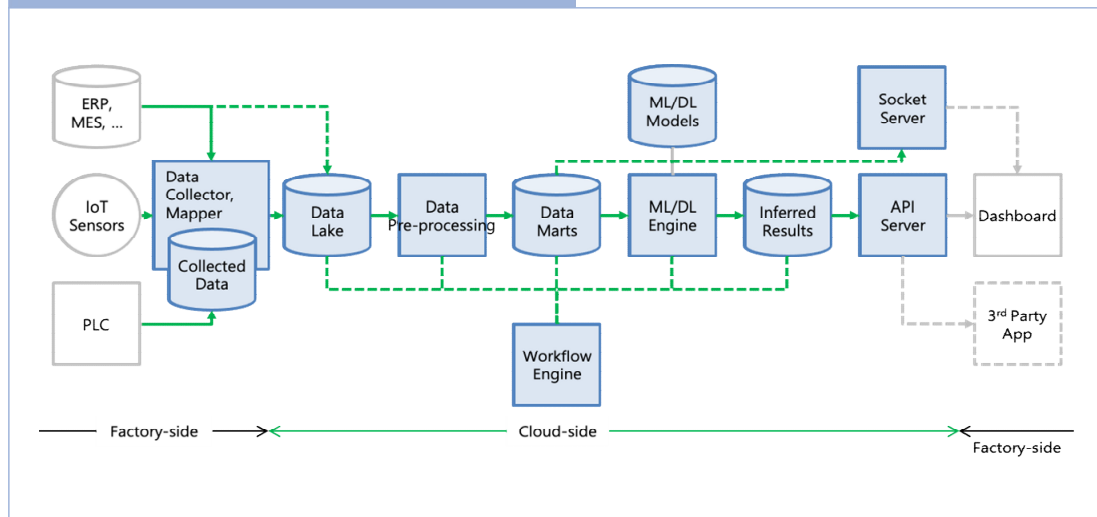 ERP,
MES, ...
ML/DL
Models
Socket
Server
IoT
Sensors
Data
Collector,
Mapper
Collected
Data
Data
Lake
Data
Pre-processing
Data
Marts
ML/DL
Engine
Inferred
Results
API
Server
Dashboard
PLC
3rd Party
App
Workflow
Engine
Factory-side
Cloud-side
Factory-side